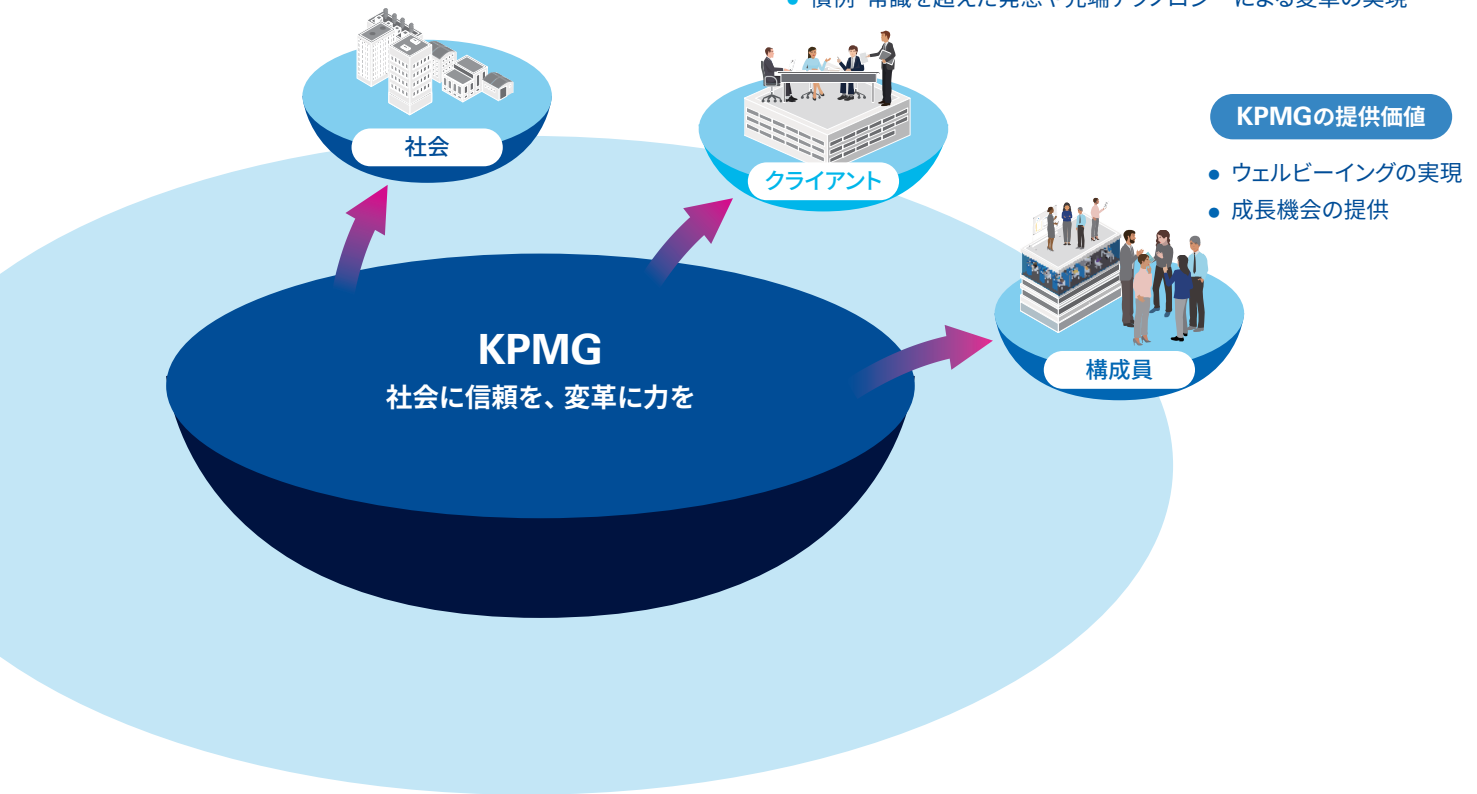 社会
クライアント
KPMGの提供価値
• ウェルビーイングの実現
• 成長機会の提供
構成員
KPMG
社会に信頼を、変革に力を